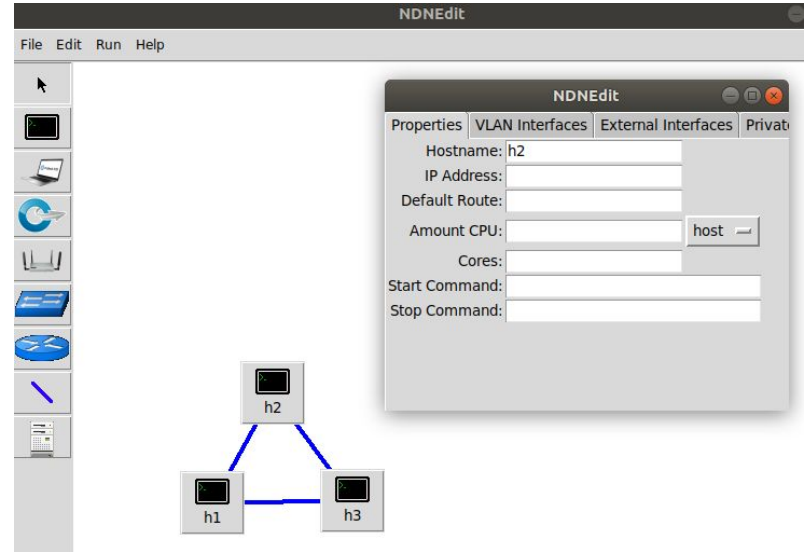 NDNEdit
File Edit Run Help
NDNEdit
Properties VLAN Interfaces External Interfaces Privat
Hostname: h2
IP Address:
Default Route:
Amount CPU: host
Cores:
Start Command:
Stop Command:
h2
h1 h3